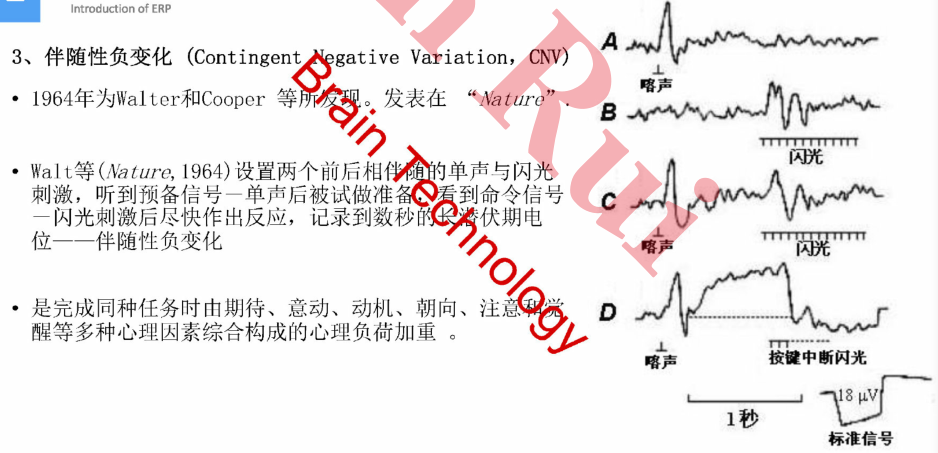 Introduction of ERP
3、伴随性负变化 (Contingent Negative Variation, CNV)
• 1964年为Walter和Cooper 等所发现。发表在 “Nature”.
• Walt等(Nature,1964)设置两个前后相伴随的单声与闪光
刺激，听到预备信号－单声后被试做准备，看到命令信号
－闪光刺激后尽快作出反应，记录到数秒的长潜伏期电
位——伴随性负变化
• 是完成同种任务时由期待、意动、动机、朝向、注意和觉
醒等多种心理因素综合构成的心理负荷加重 。
A
咯声
B
闪光
C
咯声
闪光
D
咯声
按键中断闪光
1秒
18 μV
标准信号
Brain Technology
Rui